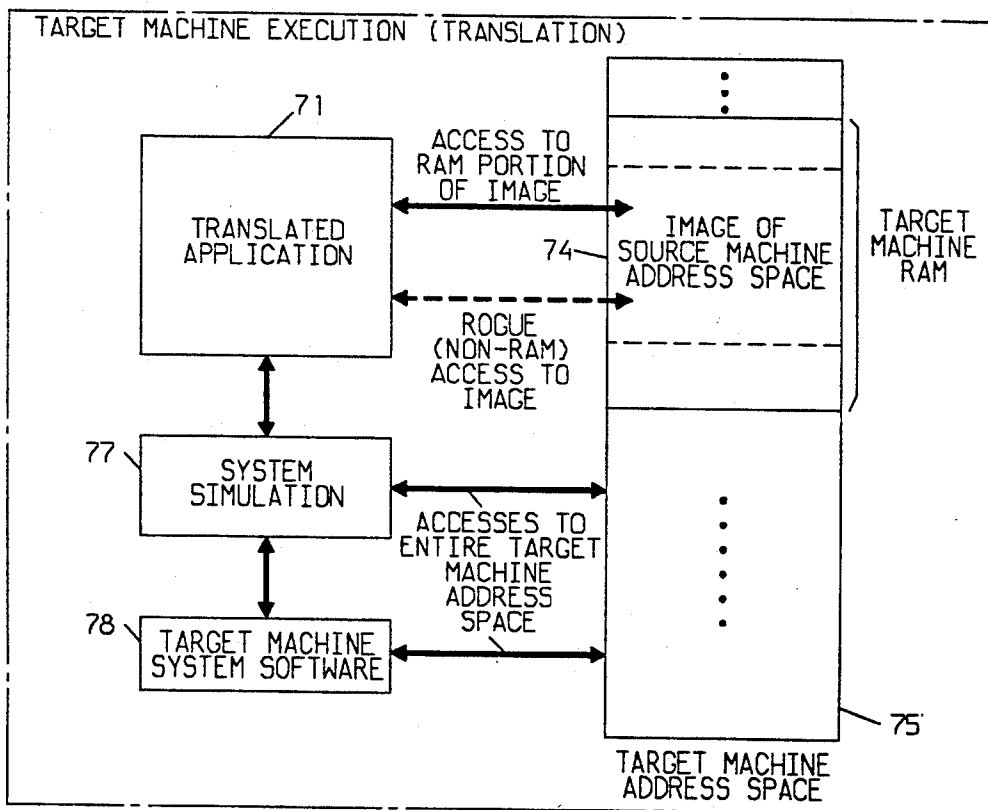 TARGET MACHINE EXECUTION (TRANSLATION)
71
TRANSLATED
APPLICATION
ACCESS TO
RAM PORTION
OF IMAGE
74
IMAGE OF
SOURCE MACHINE
ADDRESS SPACE
TARGET
MACHINE
RAM
ROGUE
(NON-RAM)
ACCESS TO
IMAGE
77
SYSTEM
SIMULATION
ACCESSES TO
ENTIRE TARGET
MACHINE
ADDRESS
SPACE
78
TARGET MACHINE
SYSTEM SOFTWARE
75
TARGET MACHINE
ADDRESS SPACE